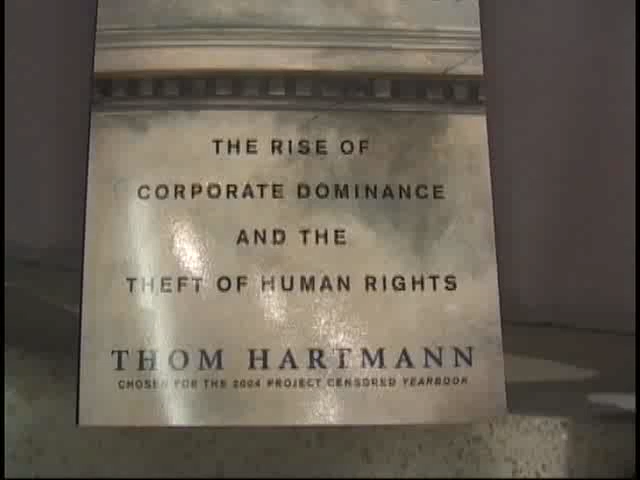 THE RISE OF
CORPORATE DOMINANCE
AND THE
THEFT OF HUMAN RIGHTS
THOM HARTMANN
CHOSEN FOR THE 2004 PROJECT CENSORED YEARBOOK